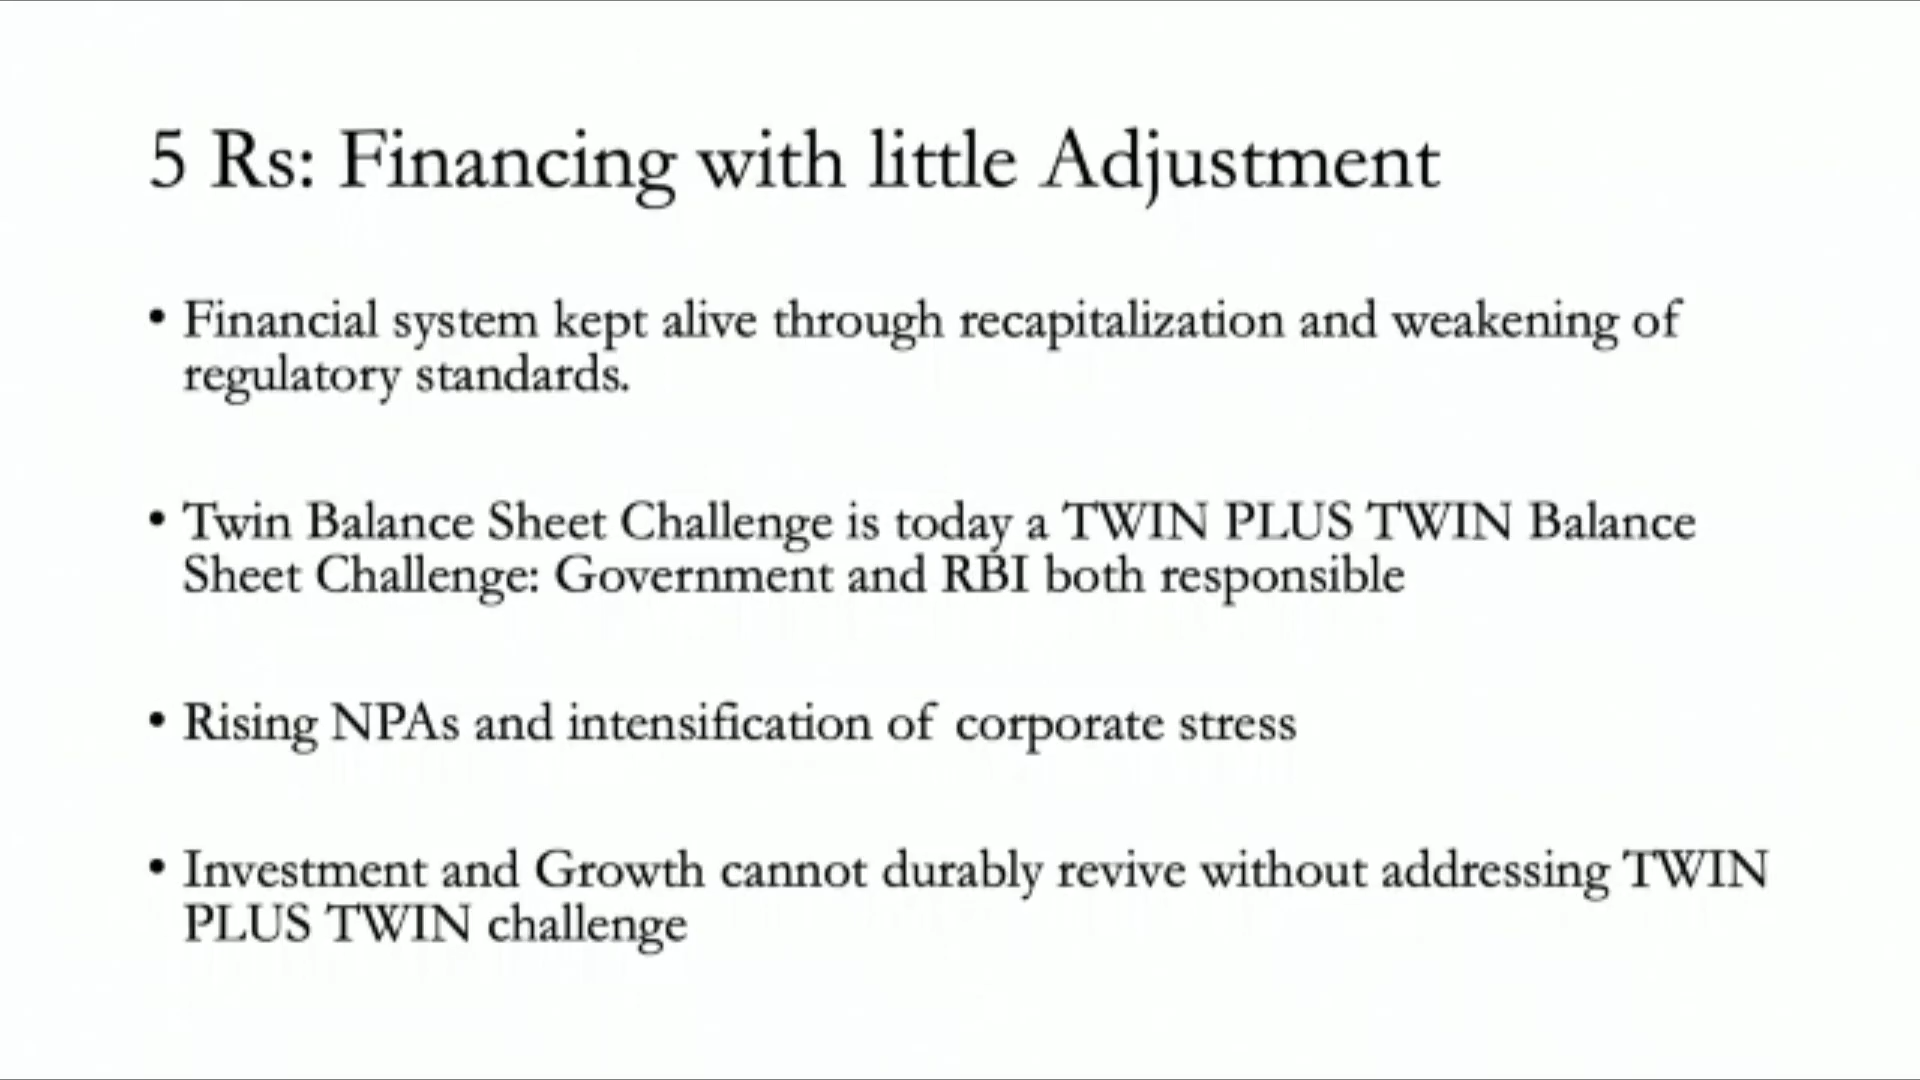 5 Rs: Financing with little Adjustment
• Financial system kept alive through recapitalization and weakening of
regulatory standards.
• Twin Balance Sheet Challenge is today a TWIN PLUS TWIN Balance
Sheet Challenge: Government and RBI both responsible
• Rising NPAs and intensification of corporate stress
• Investment and Growth cannot durably revive without addressing TWIN
PLUS TWIN challenge